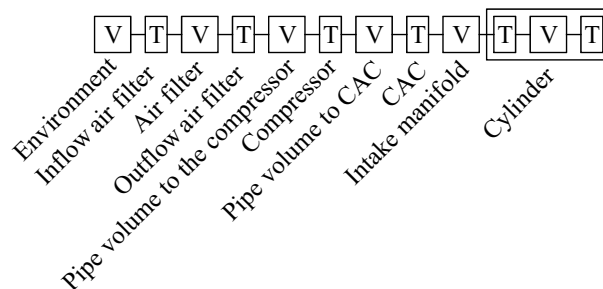 V T V T V T V T V T V T
Environment
Inflow air filter
Air filter
Outflow air filter
Pipe volume to the compressor
Compressor
Pipe volume to CAC
CAC
Intake manifold
Cylinder